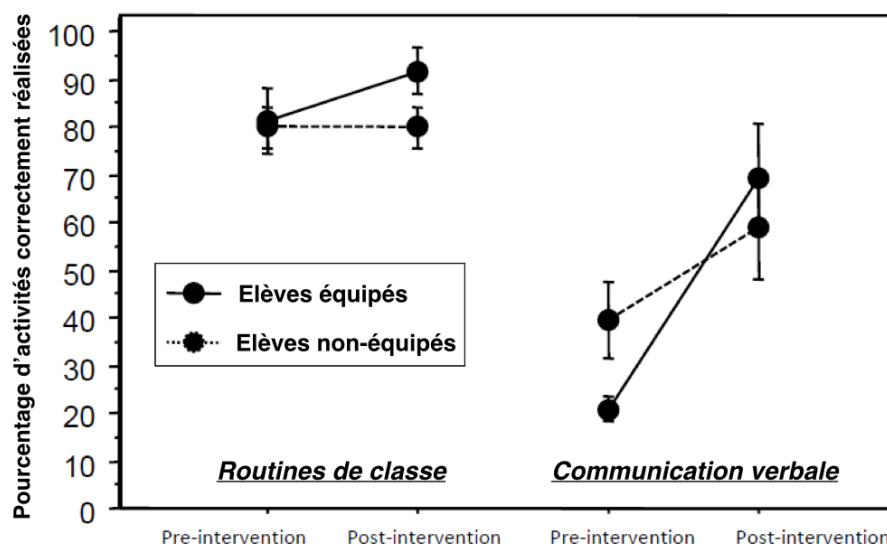 Pourcentage d'activités correctement réalisées
100
90
80
70
60
50
40
30
20
10
0
Elèves équipés
Elèves non-équipés
Routines de classe
Communication verbale
Pre-intervention
Post-intervention
Pre-intervention
Post-intervention